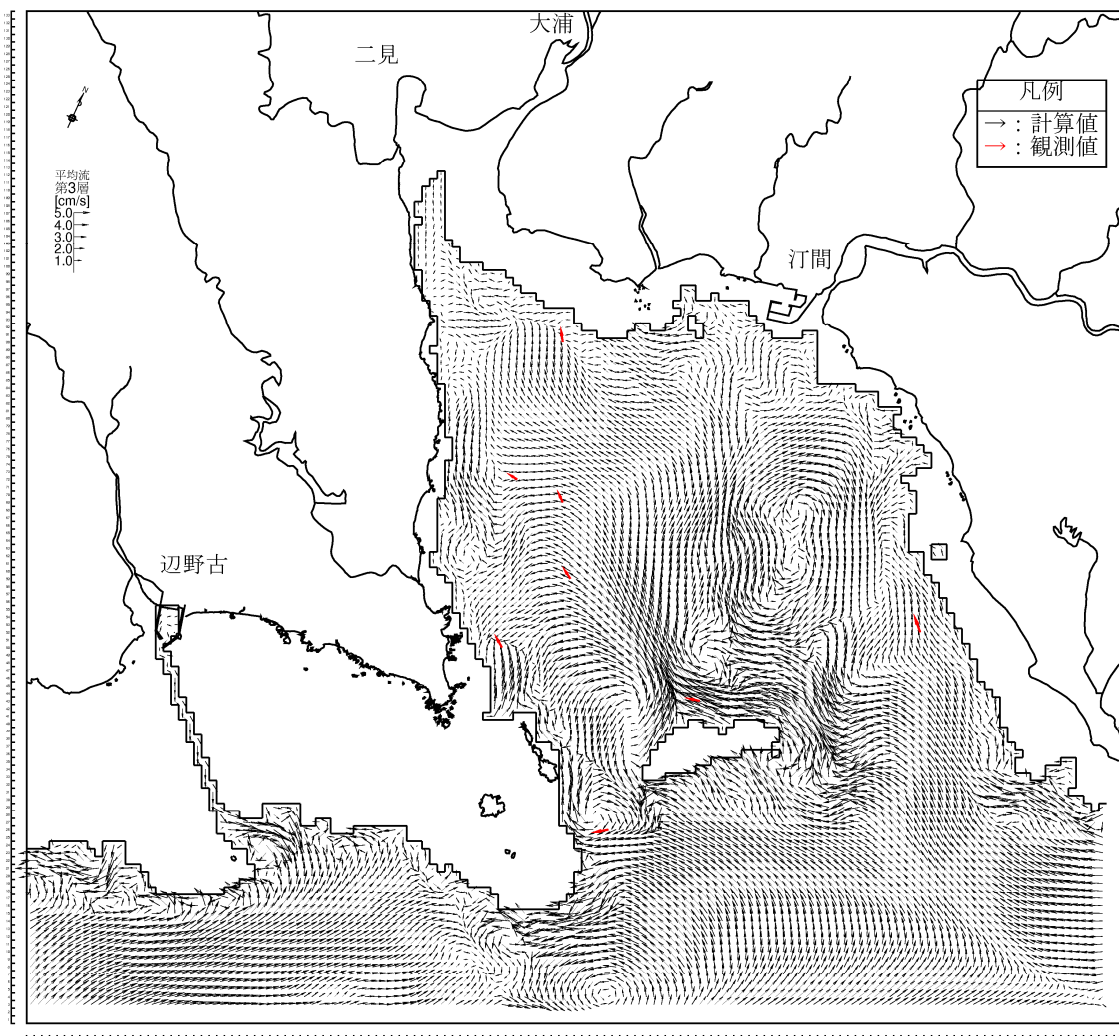 大浦
二見
凡例
→ : 計算値
→ : 観測値
N
平均流
第3層
[cm/s]
5.0
4.0
3.0
2.0
1.0
汀間
辺野古